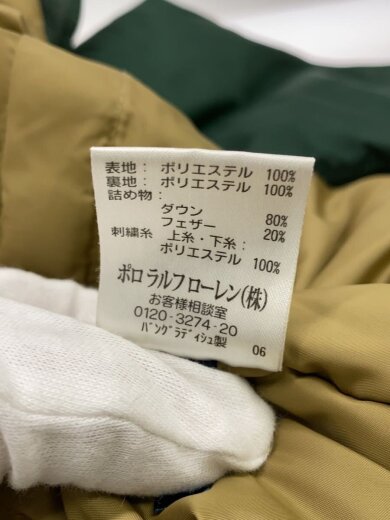 表地: ポリエステル 100%
裏地: ポリエステル 100%
詰め物:
ダウン 80%
フェザー 20%
刺繍糸 上糸・下糸:
ポリエステル 100%
ポロ ラルフ ローレン(株)
お客様相談室
0120-3274-20
バングラディシュ製
06